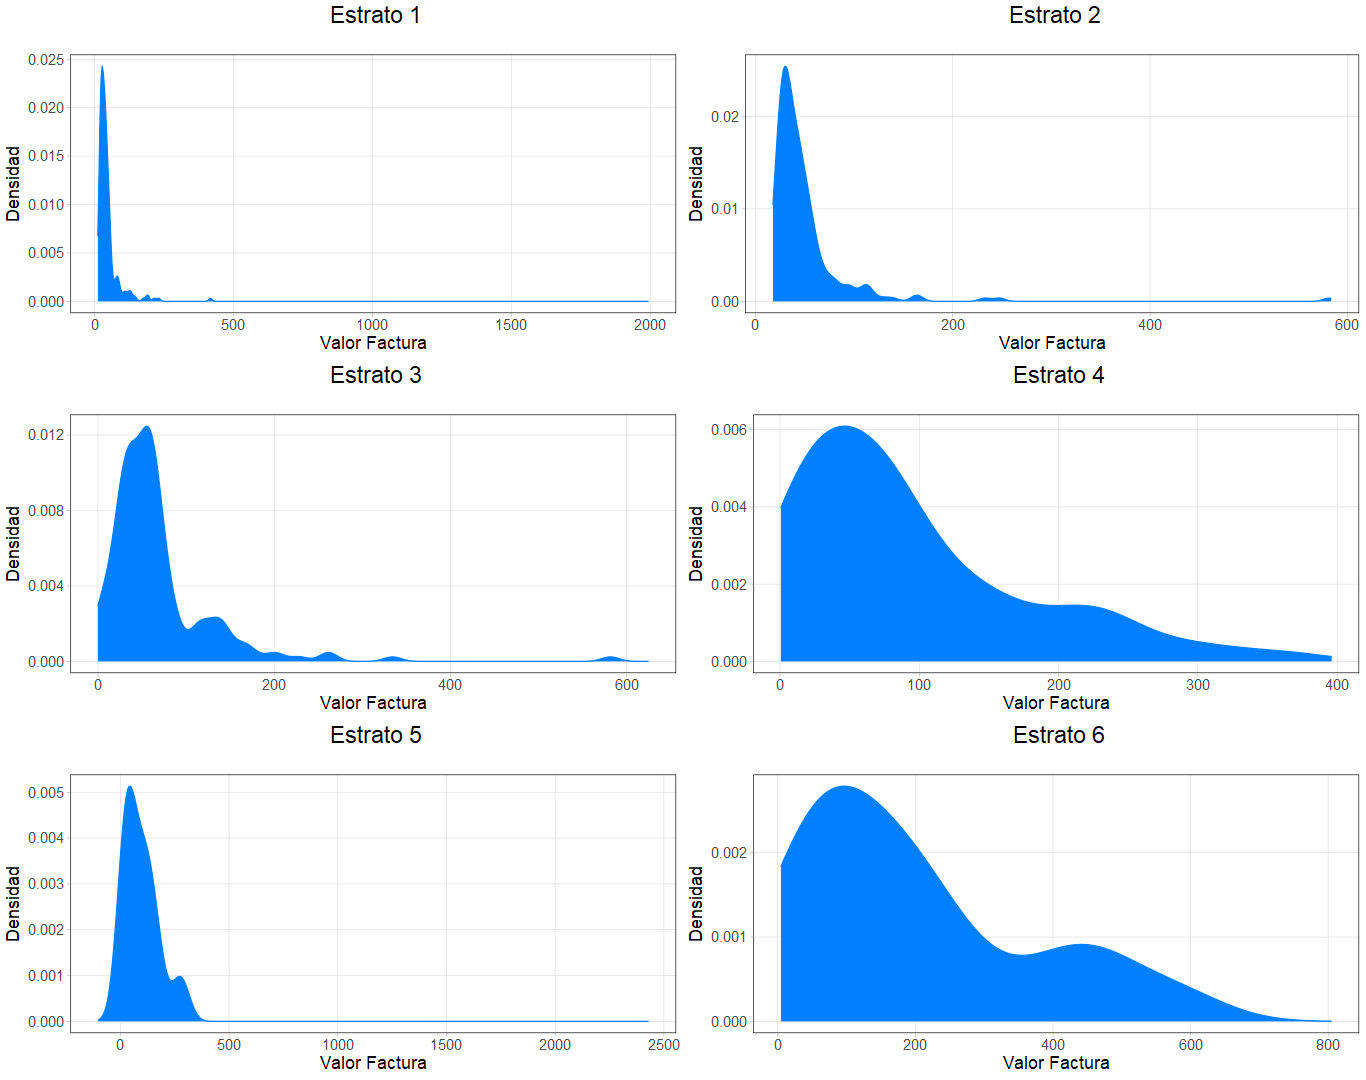 Estrato 1
Densidad
0.025
0.020
0.015
0.010
0.005
0.000
0 500 1000 1500 2000
Valor Factura
Estrato 2
Densidad
0.02
0.01
0.00
0 200 400 600
Valor Factura
Estrato 3
Densidad
0.012
0.008
0.004
0.000
0 200 400 600
Valor Factura
Estrato 4
Densidad
0.006
0.004
0.002
0.000
0 100 200 300 400
Valor Factura
Estrato 5
Densidad
0.005
0.004
0.003
0.002
0.001
0.000
0 500 1000 1500 2000 2500
Valor Factura
Estrato 6
Densidad
0.002
0.001
0.000
0 200 400 600 800
Valor Factura